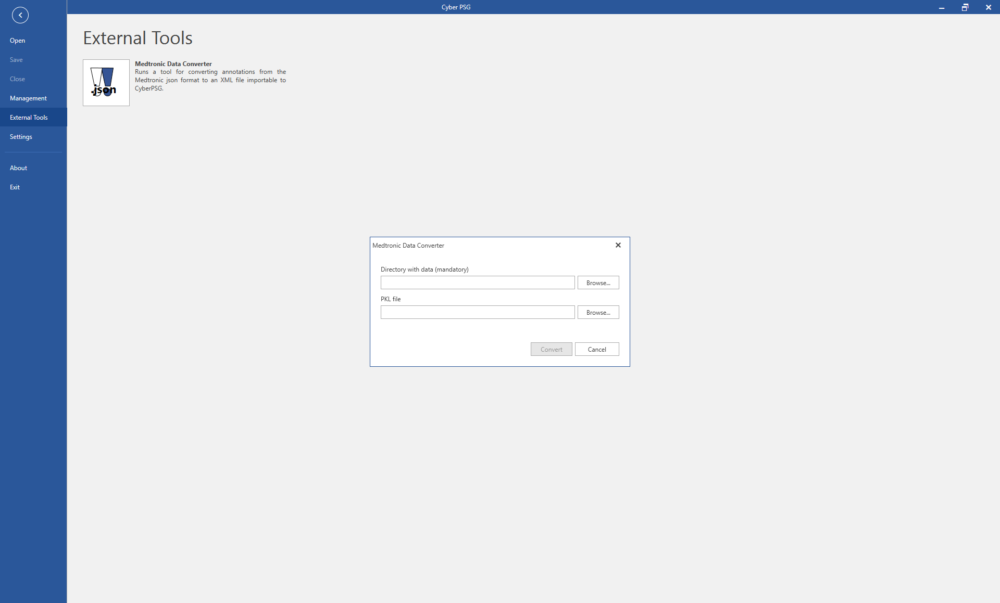 Cyber PSG
Open
Save
Close
Management
External Tools
Settings
About
Exit
External Tools
.json
Medtronic Data Converter
Runs a tool for converting annotations from the
Medtronic json format to an XML file importable to
CyberPSG.
Medtronic Data Converter
Directory with data (mandatory)
Browse...
PKL file
Browse...
Convert
Cancel